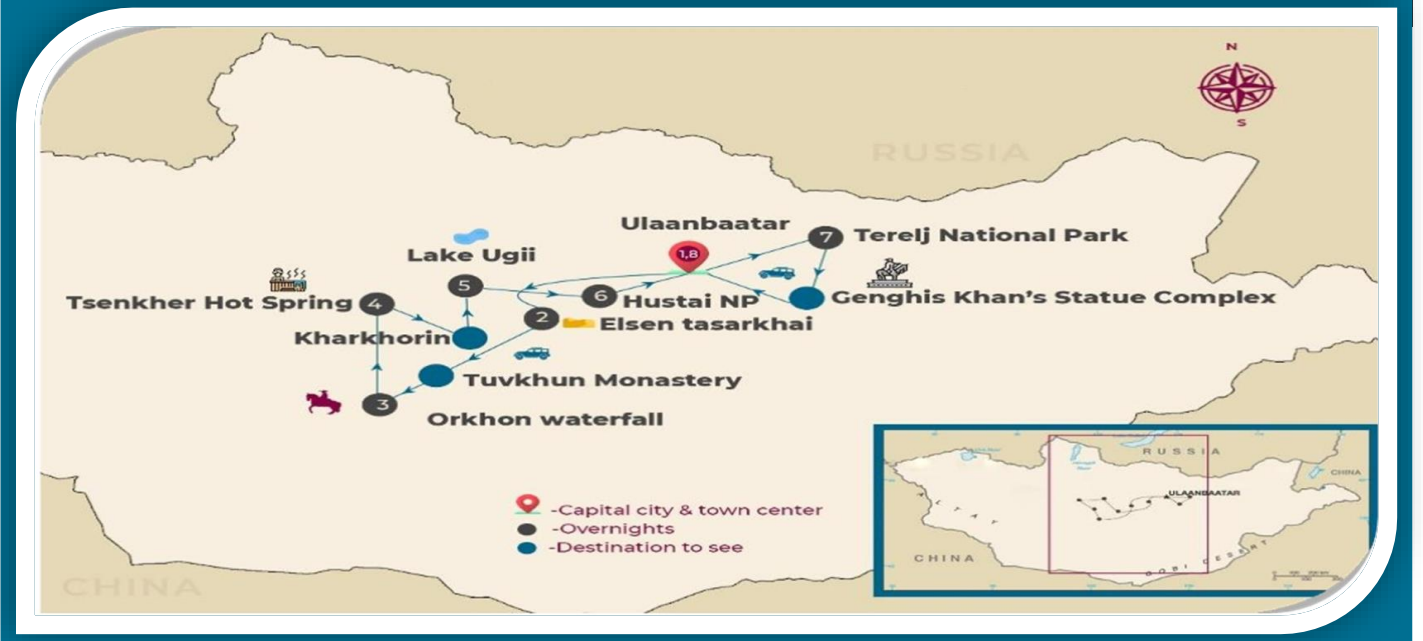 N
S
RUSSIA
Ulaanbaatar
1,8
7
Terelj National Park
Lake Ugii
5
6
Hustai NP
Genghis Khan's Statue Complex
Tsenkher Hot Spring
4
2
Elsen tasarkhai
Kharkhorin
Tuvkhun Monastery
3
Orkhon waterfall
-Capital city & town center
-Overnights
-Destination to see
CHINA
RUSSIA
CHINA
ULAANBAATAR
ALTAY
CHINA
GOBI DESERT